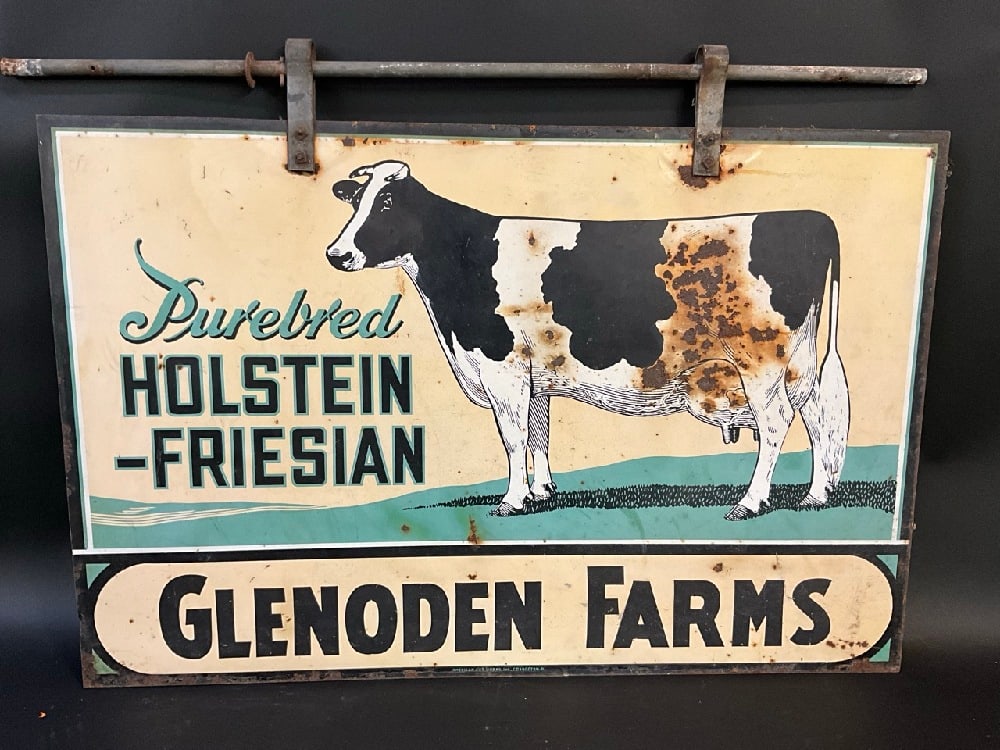 Purebred
HOLSTEIN
-FRIESIAN
GLENODEN FARMS